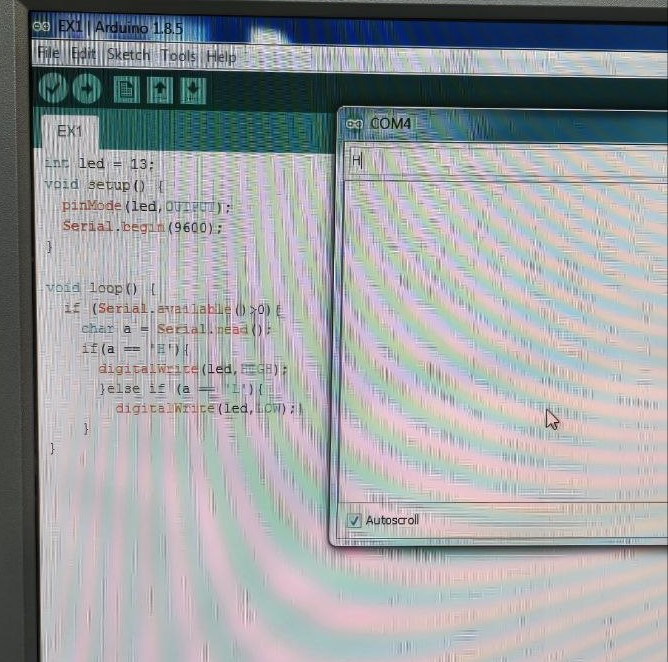 EX1 | Arduino 1.8.5
File Edit Sketch Tools Help
EX1
int led = 13;
void setup() {
pinMode(led,OUTPUT);
Serial.begin(9600);
}
void loop() {
if (Serial.available()>0){
char a = Serial.read();
if(a == 'H'){
digitalWrite(led,HIGH);
}else if (a == 'L'){
digitalWrite(led,LOW);}
}
}
COM4
H
Autoscroll